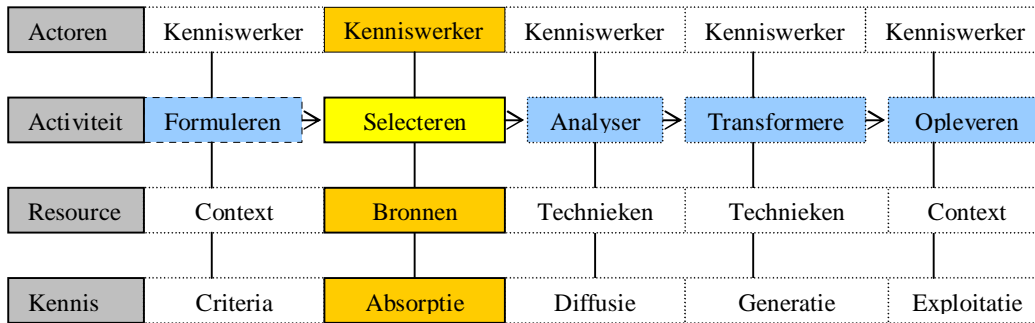 Actoren Kenniswerker Kenniswerker Kenniswerker Kenniswerker Kenniswerker
Activiteit Formuleren Selecteren Analyser Transformere Opleveren
Resource Context Bronnen Technieken Technieken Context
Kennis Criteria Absorptie Diffusie Generatie Exploitatie